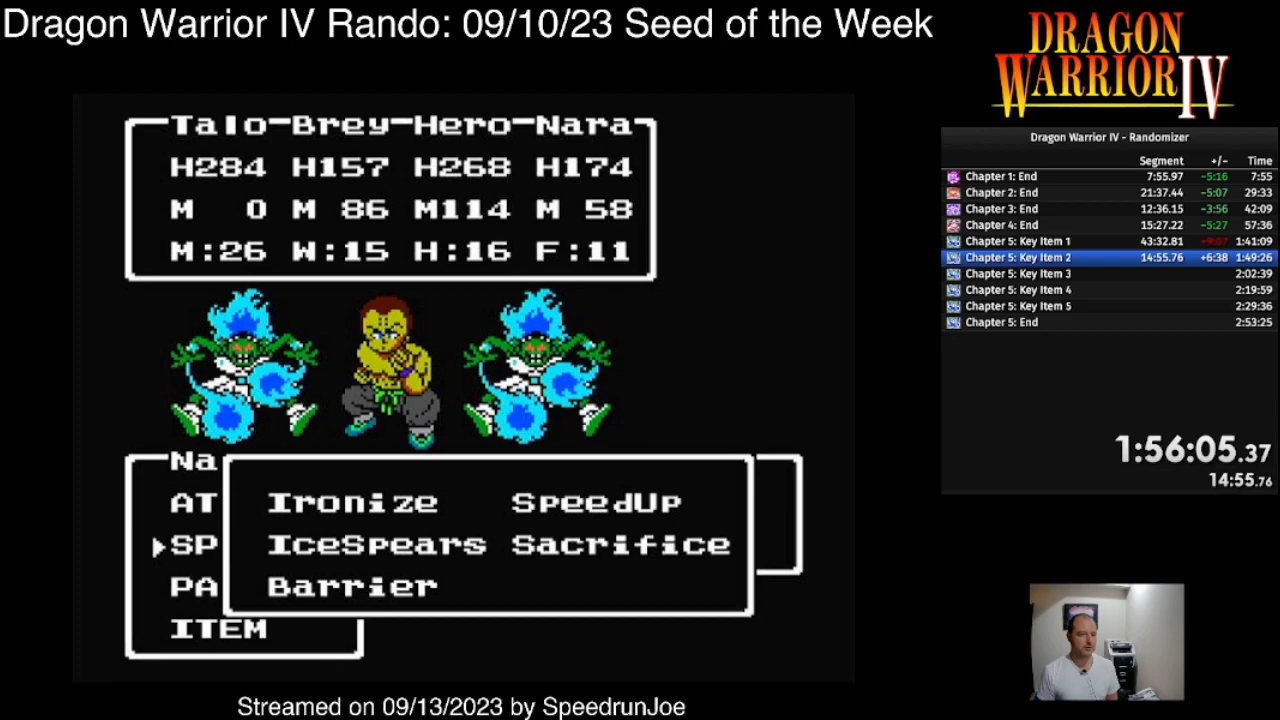 Dragon Warrior IV Rando: 09/10/23 Seed of the Week
DRAGON
WARRIOR IV
Talo Brey Hero Nara
H284 H157 H268 H174
M 0 M 86 M114 M 58
M:26 W:15 H:16 F:11
Na
AT
SP
PA
ITEM
Ironize SpeedUp
IceSpears Sacrifice
Barrier
Dragon Warrior IV - Randomizer
Segment +/- Time
Chapter 1: End 7:55.97 -5:16 7:55
Chapter 2: End 21:37.44 -5:07 29:33
Chapter 3: End 12:36.15 -3:56 42:09
Chapter 4: End 15:27.22 -5:27 57:36
Chapter 5: Key Item 1 43:32.81 -9:07 1:41:09
Chapter 5: Key Item 2 14:55.76 +6:38 1:49:26
Chapter 5: Key Item 3 2:02:39
Chapter 5: Key Item 4 2:19:59
Chapter 5: Key Item 5 2:29:36
Chapter 5: End 2:53:25
1:56:05.37
14:55.76
Streamed on 09/13/2023 by SpeedrunJoe